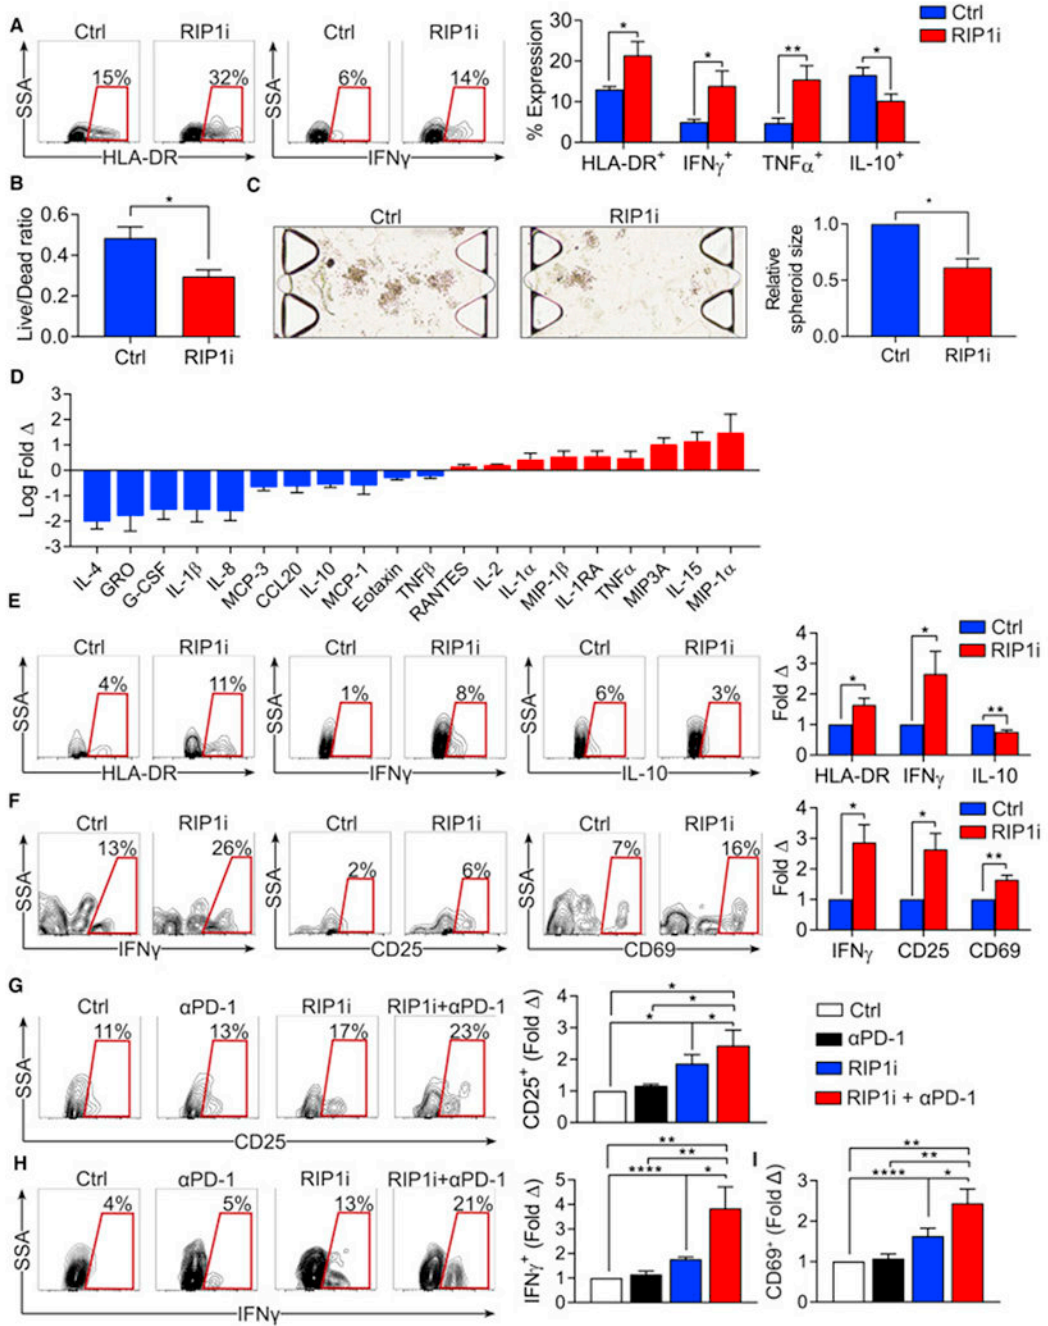 A
Ctrl RIP1i Ctrl RIP1i
15% 32% 6% 14%
SSA SSA
HLA-DR IFNγ
% Expression
30
20
10
0
* * ** *
HLA-DR+ IFNγ+ TNFα+ IL-10+
Ctrl
RIP1i
B
Live/Dead ratio
0.6
0.4
0.2
0.0
*
Ctrl RIP1i
C
Ctrl RIP1i
Relative
spheroid size
1.0
0.5
0.0
*
Ctrl RIP1i
D
Log Fold Δ
3
2
1
0
-1
-2
-3
IL-4 GRO G-CSF IL-1β IL-8 MCP-3 CCL20 IL-10 MCP-1 Eotaxin TNFβ RANTES IL-2 IL-1α MIP-1β IL-1RA TNFα MIP3A IL-15 MIP-1α
E
Ctrl RIP1i Ctrl RIP1i Ctrl RIP1i
4% 11% 1% 8% 6% 3%
SSA SSA SSA
HLA-DR IFNγ IL-10
Fold Δ
4
3
2
1
0
* * **
HLA-DR IFNγ IL-10
Ctrl
RIP1i
F
Ctrl RIP1i Ctrl RIP1i Ctrl RIP1i
13% 26% 2% 6% 7% 16%
SSA SSA SSA
IFNγ CD25 CD69
Fold Δ
4
3
2
1
0
* * **
IFNγ CD25 CD69
Ctrl
RIP1i
G
Ctrl αPD-1 RIP1i RIP1i+αPD-1
11% 13% 17% 23%
SSA
CD25
CD25+ (Fold Δ)
4
3
2
1
0
*
*
* *
Ctrl
αPD-1
RIP1i
RIP1i + αPD-1
H
Ctrl αPD-1 RIP1i RIP1i+αPD-1
4% 5% 13% 21%
SSA
IFNγ
IFNγ+ (Fold Δ)
5
4
3
2
1
0
**
**
**** *
I
CD69+ (Fold Δ)
3
2
1
0
**
**
**** *